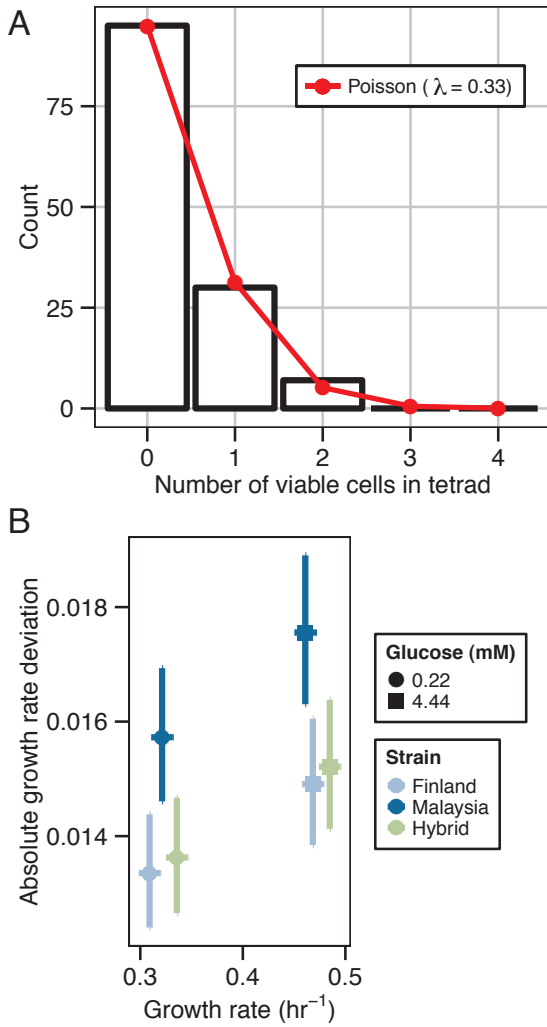 A
Poisson ( λ = 0.33)
75
50
25
0
Count
0 1 2 3 4
Number of viable cells in tetrad
B
0.018
0.016
0.014
Absolute growth rate deviation
0.3 0.4 0.5
Growth rate (hr⁻¹)
Glucose (mM)
0.22
4.44
Strain
Finland
Malaysia
Hybrid